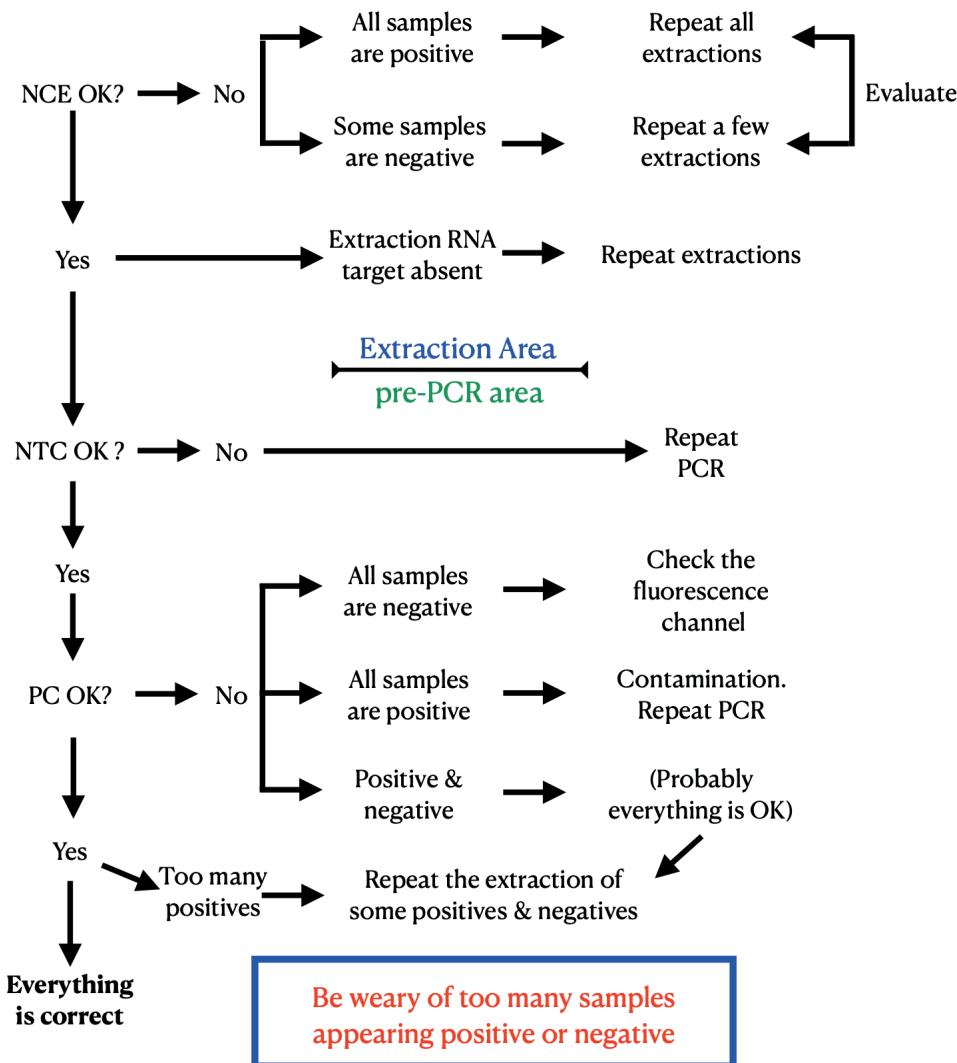 All samples
are positive
Repeat all
extractions
NCE OK?
No
Evaluate
Some samples
are negative
Repeat a few
extractions
Yes
Extraction RNA
target absent
Repeat extractions
Extraction Area
pre-PCR area
NTC OK ?
No
Repeat
PCR
Yes
All samples
are negative
Check the
fluorescence
channel
PC OK?
No
All samples
are positive
Contamination.
Repeat PCR
Positive &
negative
(Probably
everything is OK)
Yes
Too many
positives
Repeat the extraction of
some positives & negatives
Everything
is correct
Be weary of too many samples
appearing positive or negative